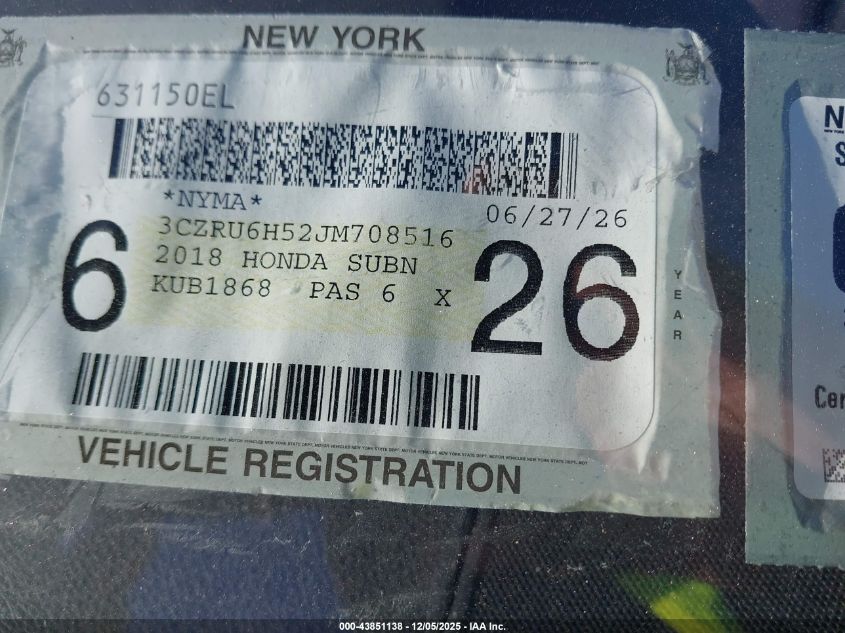 NEW YORK
631150EL
*NYMA*
06/27/26
3CZRU6H52JM708516
2018 HONDA SUBN
KUB1868 PAS 6 X
6
26
YEAR
VEHICLE REGISTRATION
N
S
Cer
000-43851138 - 12/05/2025 - IAA Inc.